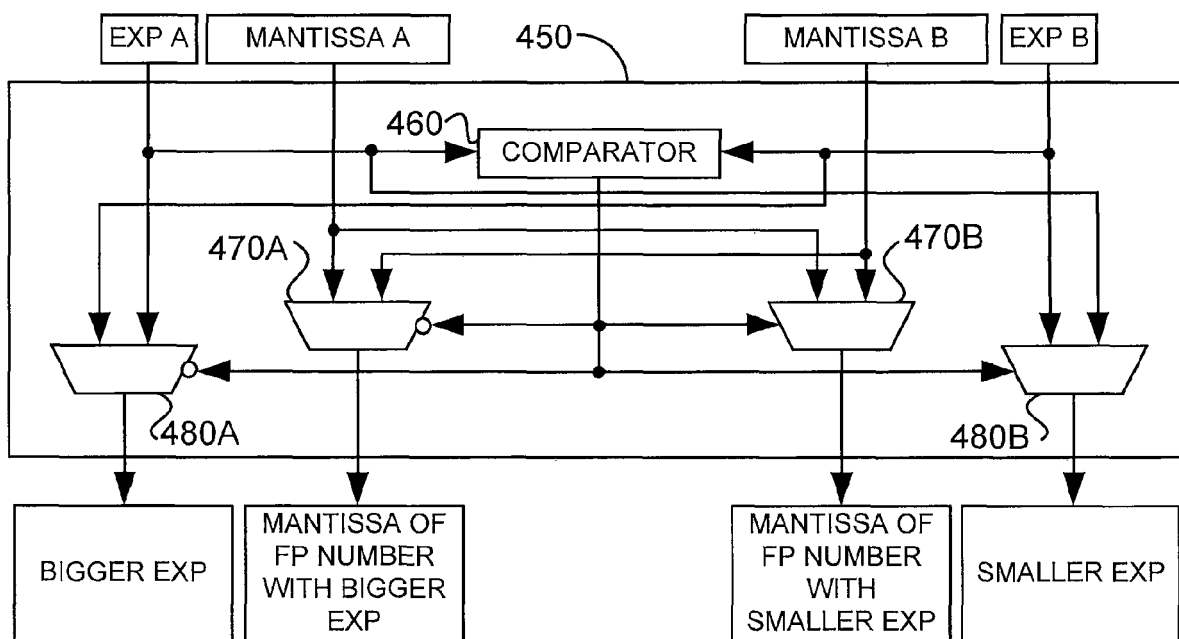 EXP A
MANTISSA A
450
MANTISSA B
EXP B
460
COMPARATOR
470A
470B
480A
480B
BIGGER EXP
MANTISSA OF
FP NUMBER
WITH BIGGER
EXP
MANTISSA OF
FP NUMBER
WITH
SMALLER EXP
SMALLER EXP